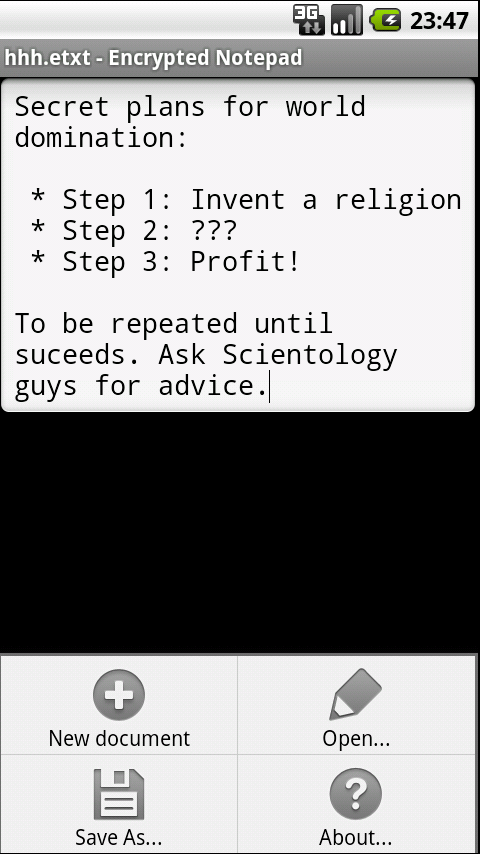 3G 23:47
hhh.etxt - Encrypted Notepad
Secret plans for world
domination:
* Step 1: Invent a religion
* Step 2: ???
* Step 3: Profit!
To be repeated until
suceeds. Ask Scientology
guys for advice.
New document
Open...
Save As...
About...